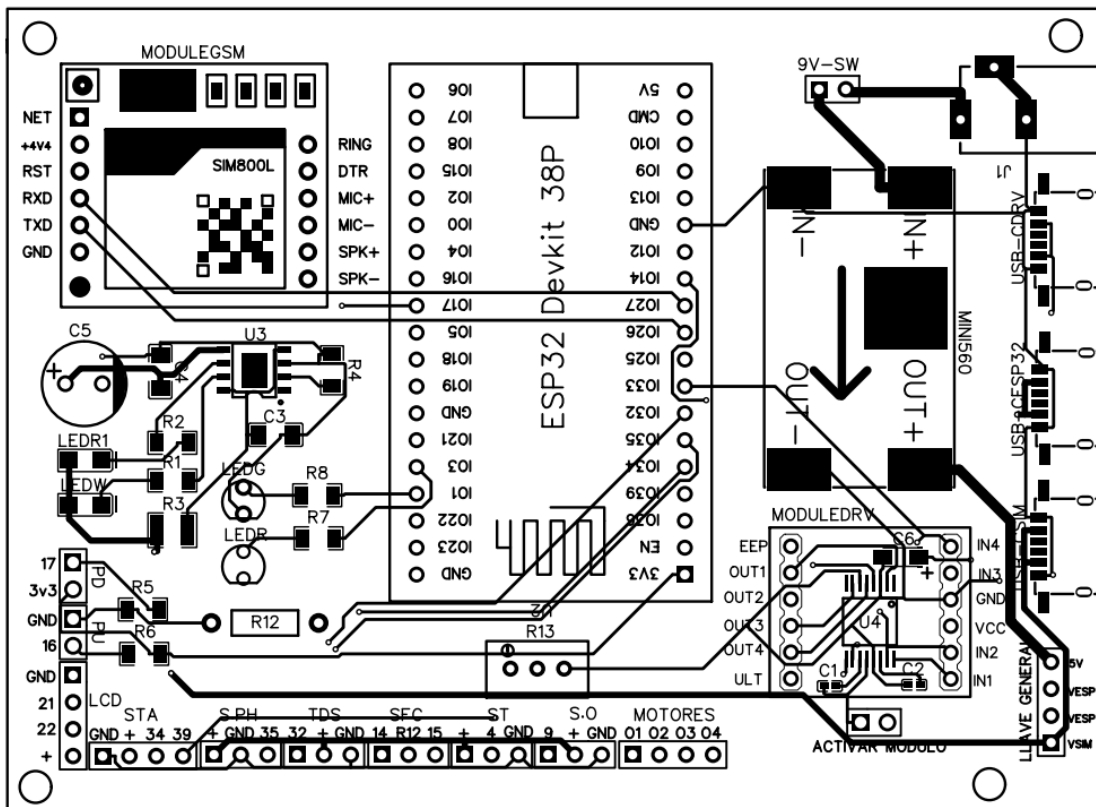 MODULEGSM
NET
+4V4
RST
RXD
TXD
GND
SIM800L
RING
DTR
MIC+
MIC-
SPK+
SPK-
IO6
IO7
IO8
IO15
IO2
IO0
IO4
IO16
IO17
IO5
IO18
IO19
GND
IO21
IO3
IO1
IO22
IO23
GND
ESP32 Devkit 38P
5V
CMD
IO10
IO9
IO13
GND
IO12
IO14
IO27
IO26
IO25
IO33
IO32
IO35
IO34
IO39
IO36
EN
3V3
9V-SW
J1
IN-
IN+
OUT-
OUT+
MINI560
USB-CDRV
USB-CESP32
USB-CSIM
C5
+
U3
R4
R2
C3
LEDR1
R1
LEDW
R3
LEDG
R8
LEDR
R7
17
3v3
GND
16
PD
PU
R5
R6
R12
R13
MODULEDRV
EEP
OUT1
OUT2
OUT3
OUT4
ULT
C6
+
U4
C1
C2
IN4
IN3
GND
VCC
IN2
IN1
GND
21
22
+
LCD
STA
GND + 34 39
S.PH
+ GND 35
TDS
32 + GND
SFC
14 R12 15
ST
+ 4 GND
S.O
9 + GND
MOTORES
O1 O2 O3 O4
ACTIVAR MODULO
LLAVE GENERAL
5V
VESP
VESP
VSIM